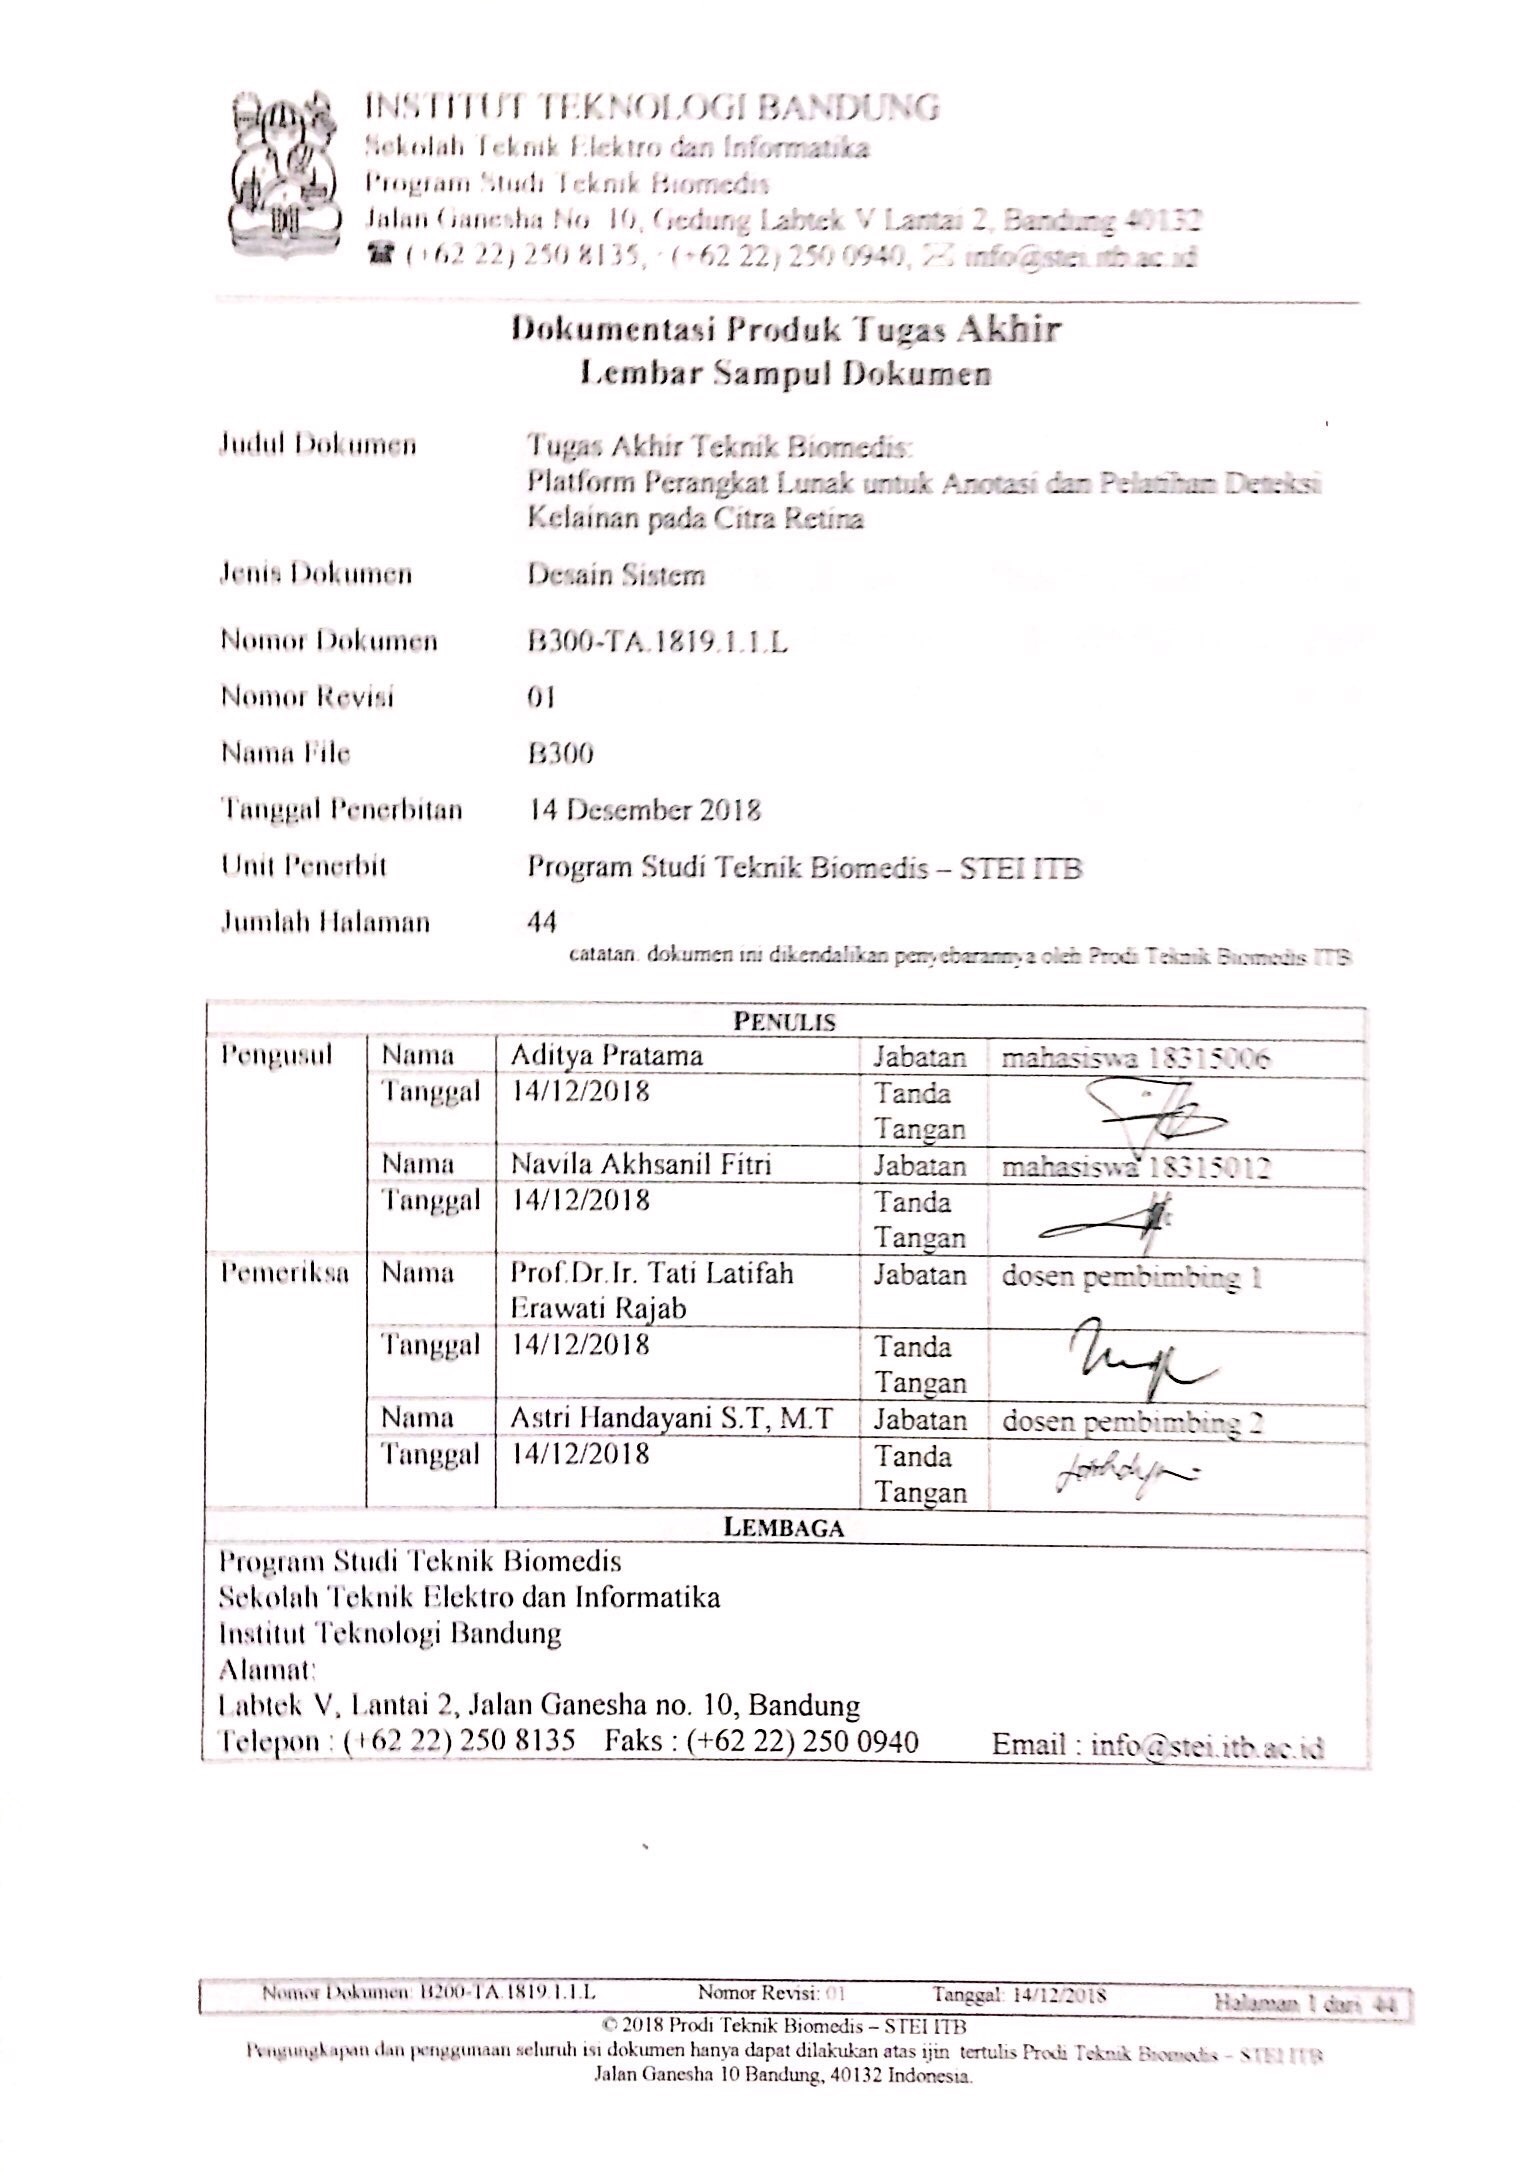 INSTITUT TEKNOLOGI BANDUNG
Sekolah Teknik Elektro dan Informatika
Program Studi Teknik Biomedis
Jalan Ganesha No. 10, Gedung Labtek V Lantai 2, Bandung 40132
☎ (+62 22) 250 8135, (+62 22) 250 0940, info@stei.itb.ac.id
Dokumentasi Produk Tugas Akhir
Lembar Sampul Dokumen
Judul Dokumen Tugas Akhir Teknik Biomedis:
Platform Perangkat Lunak untuk Anotasi dan Pelatihan Deteksi
Kelainan pada Citra Retina
Jenis Dokumen Desain Sistem
Nomor Dokumen B300-TA.1819.1.1.L
Nomor Revisi 01
Nama File B300
Tanggal Penerbitan 14 Desember 2018
Unit Penerbit Program Studi Teknik Biomedis – STEI ITB
Jumlah Halaman 44
catatan: dokumen ini dikendalikan penyebarannya oleh Prodi Teknik Biomedis ITB
PENULIS
Pengusul Nama Aditya Pratama Jabatan mahasiswa 18315006
Tanggal 14/12/2018 Tanda
Tangan
Nama Navila Akhsanil Fitri Jabatan mahasiswa 18315012
Tanggal 14/12/2018 Tanda
Tangan
Pemeriksa Nama Prof.Dr.Ir. Tati Latifah Jabatan dosen pembimbing 1
Erawati Rajab
Tanggal 14/12/2018 Tanda
Tangan
Nama Astri Handayani S.T, M.T Jabatan dosen pembimbing 2
Tanggal 14/12/2018 Tanda
Tangan
LEMBAGA
Program Studi Teknik Biomedis
Sekolah Teknik Elektro dan Informatika
Institut Teknologi Bandung
Alamat:
Labtek V, Lantai 2, Jalan Ganesha no. 10, Bandung
Telepon : (+62 22) 250 8135 Faks : (+62 22) 250 0940 Email : info@stei.itb.ac.id
Nomor Dokumen: B200-TA.1819.1.1.L Nomor Revisi: 01 Tanggal: 14/12/2018 Halaman 1 dari 44
© 2018 Prodi Teknik Biomedis – STEI ITB
Pengungkapan dan penggunaan seluruh isi dokumen hanya dapat dilakukan atas ijin tertulis Prodi Teknik Biomedis – STEI ITB
Jalan Ganesha 10 Bandung, 40132 Indonesia.